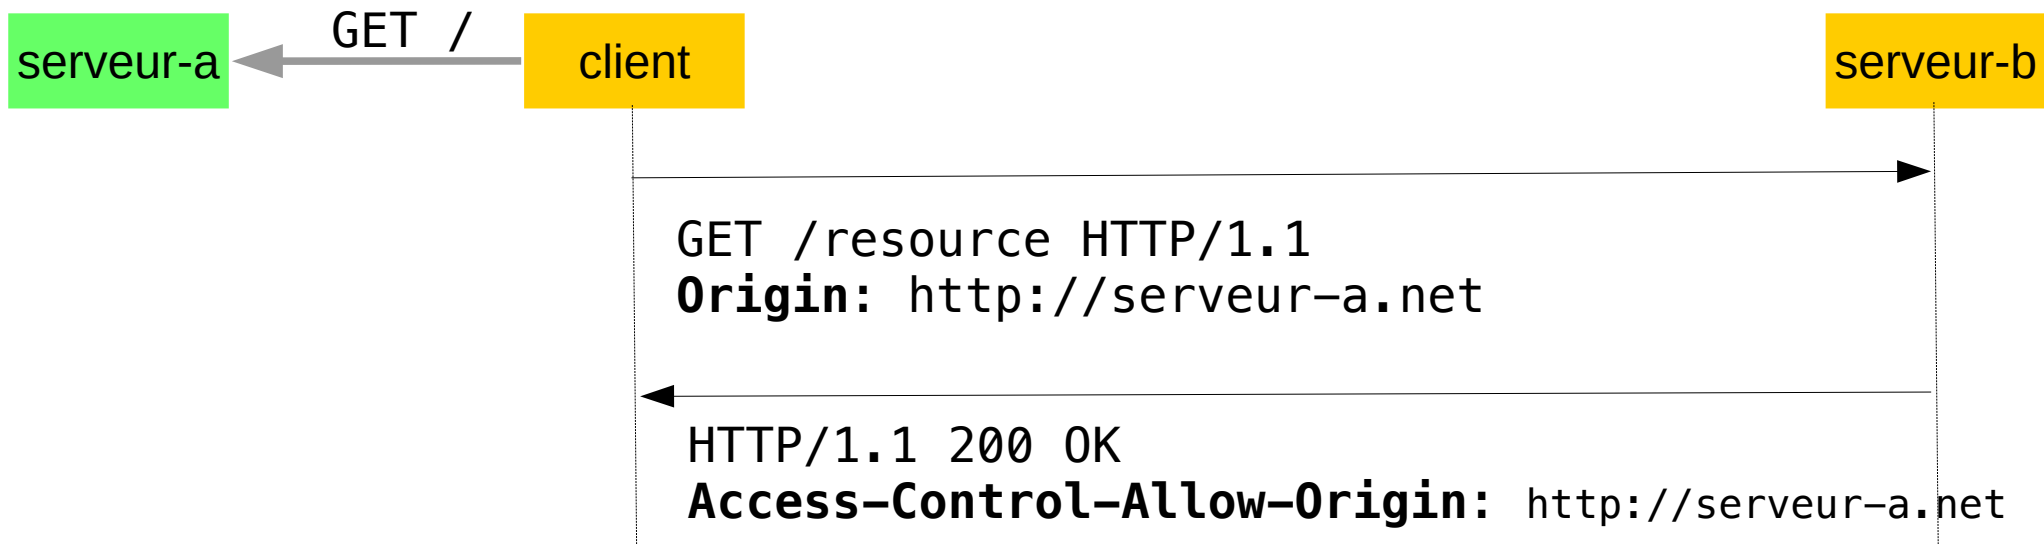 serveur-a
GET /
client
serveur-b
GET /resource HTTP/1.1
Origin: http://serveur-a.net
HTTP/1.1 200 OK
Access-Control-Allow-Origin: http://serveur-a.net